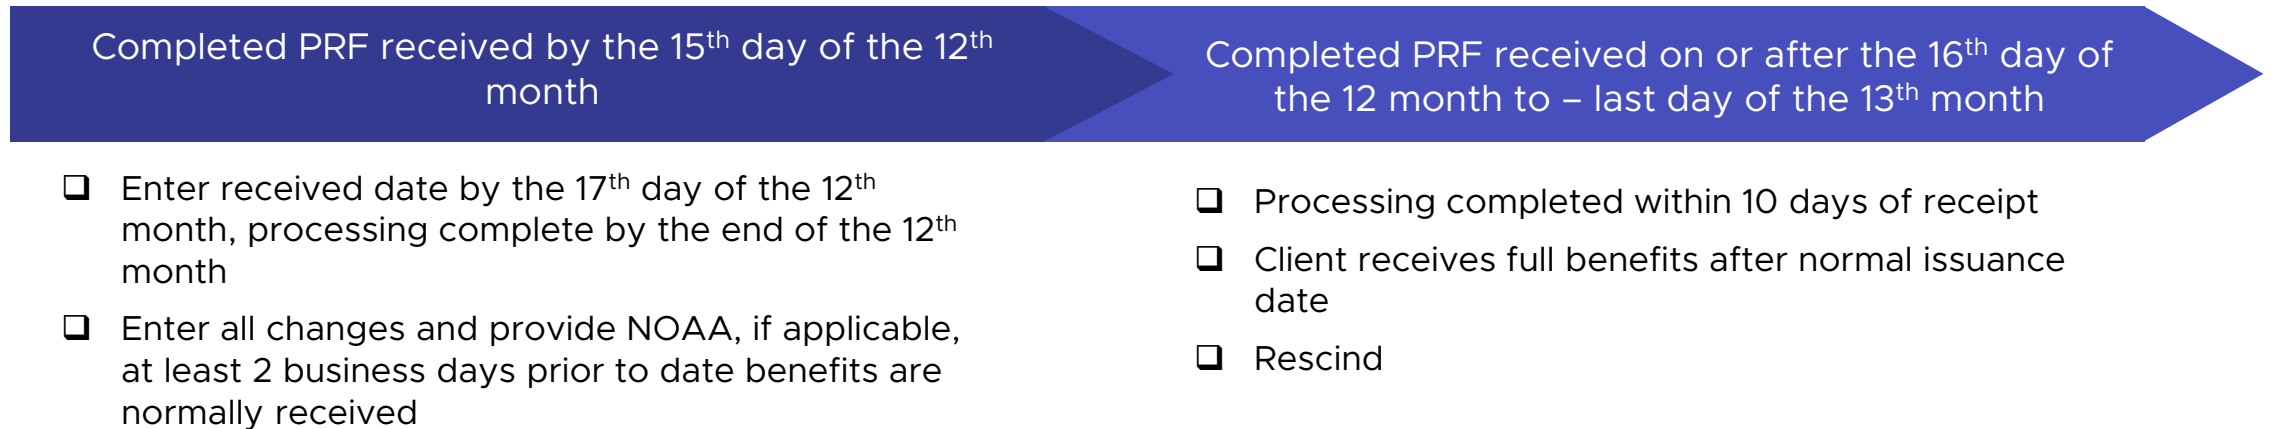 Completed PRF received by the 15th day of the 12th
month
Completed PRF received on or after the 16th day of
the 12 month to – last day of the 13th month
❑ Enter received date by the 17th day of the 12th
month, processing complete by the end of the 12th
month
❑ Enter all changes and provide NOAA, if applicable,
at least 2 business days prior to date benefits are
normally received
❑ Processing completed within 10 days of receipt
❑ Client receives full benefits after normal issuance
date
❑ Rescind